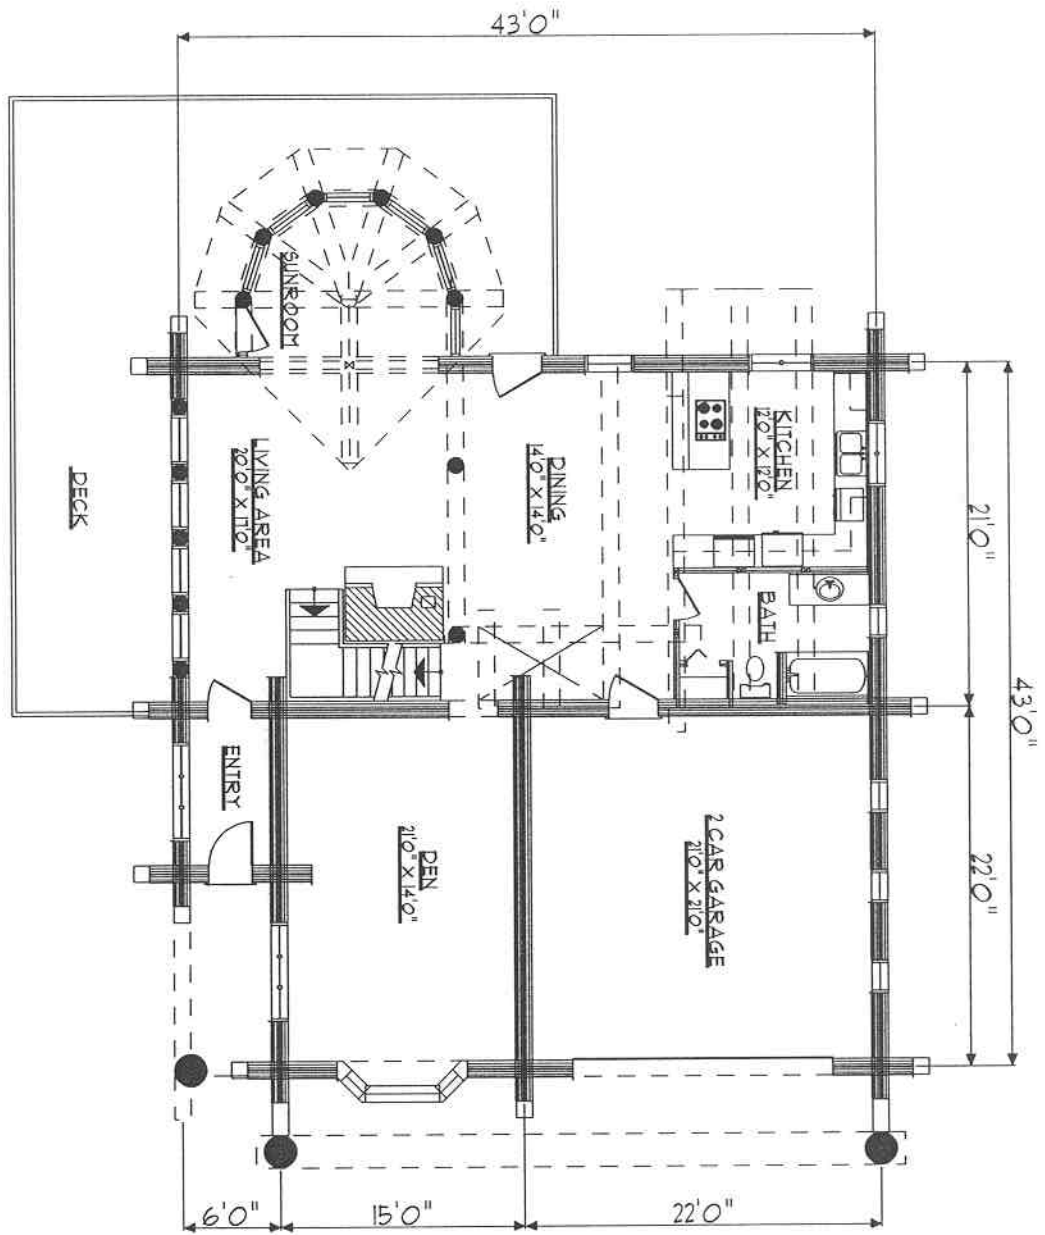 43'0"
SUNROOM
KITCHEN
12'0" X 12'0"
LIVING AREA
20'0" X 17'0"
DINING
14'0" X 14'0"
DECK
21'0"
BATH
43'0"
ENTRY
DEN
21'0" X 14'0"
2 CAR GARAGE
21'0" X 21'0"
22'0"
6'0"
15'0"
22'0"